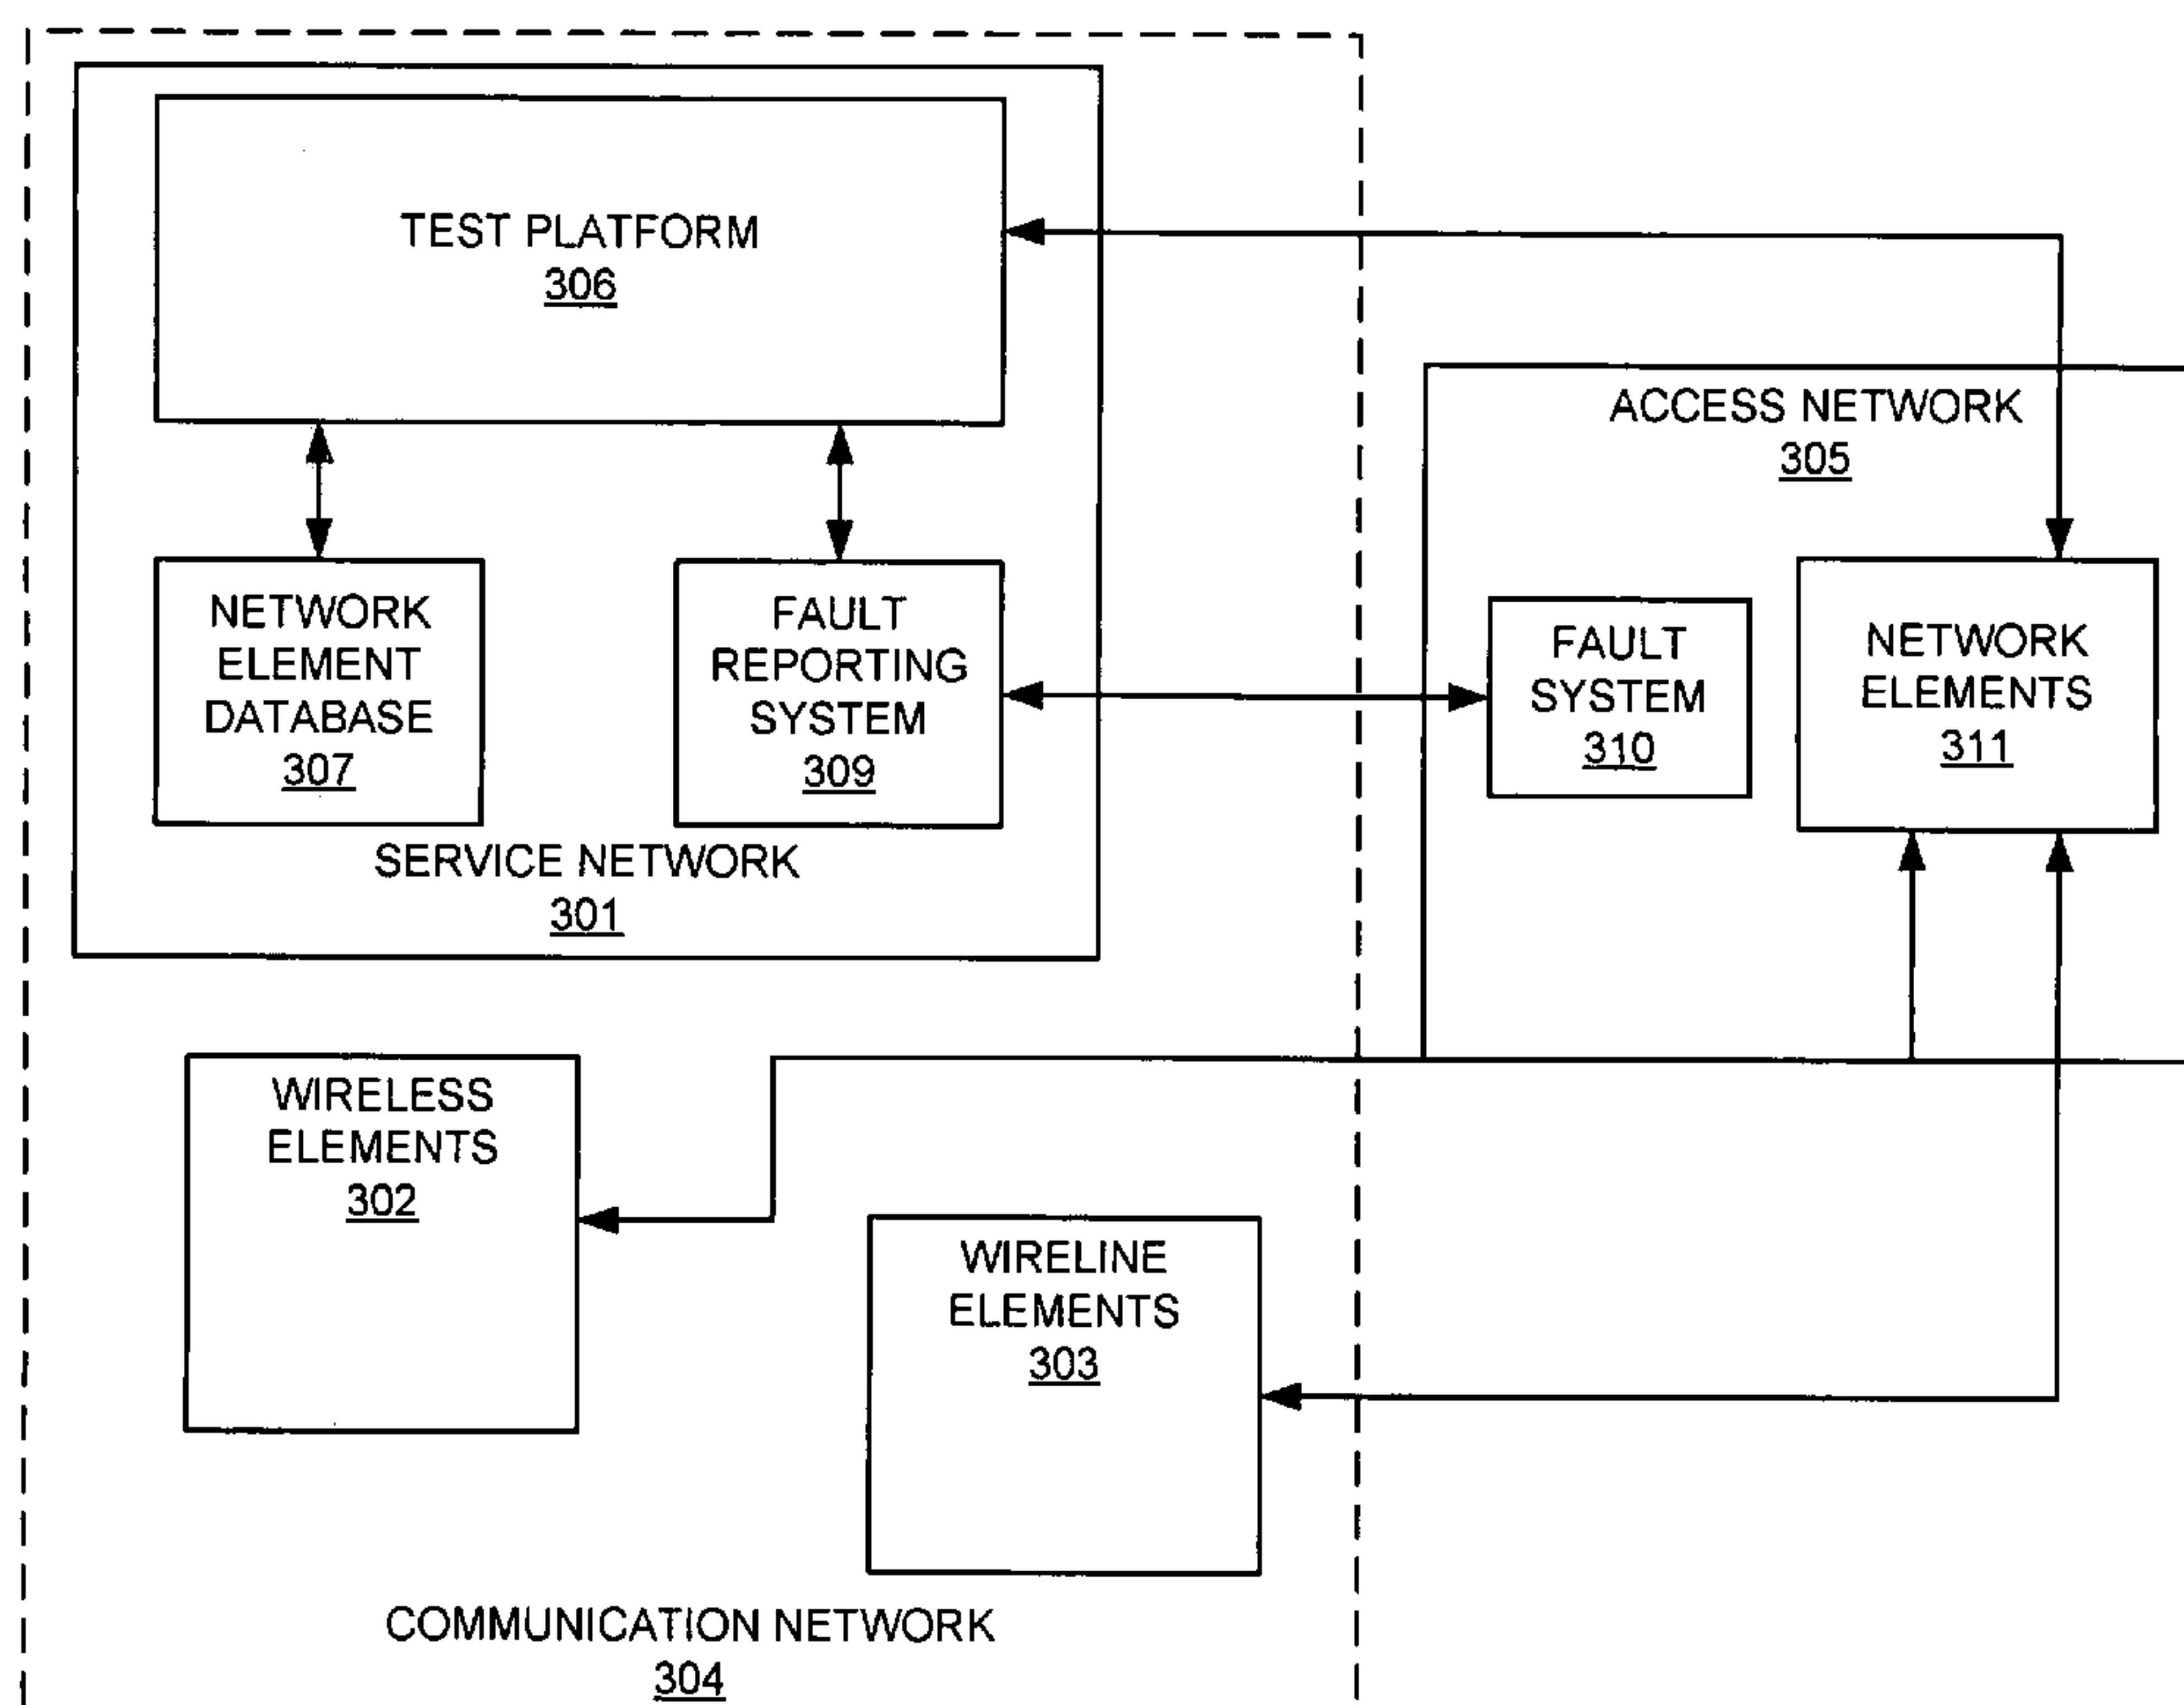 TEST PLATFORM
306
NETWORK
ELEMENT
DATABASE
307
FAULT
REPORTING
SYSTEM
309
SERVICE NETWORK
301
ACCESS NETWORK
305
FAULT
SYSTEM
310
NETWORK
ELEMENTS
311
WIRELESS
ELEMENTS
302
WIRELINE
ELEMENTS
303
COMMUNICATION NETWORK
304